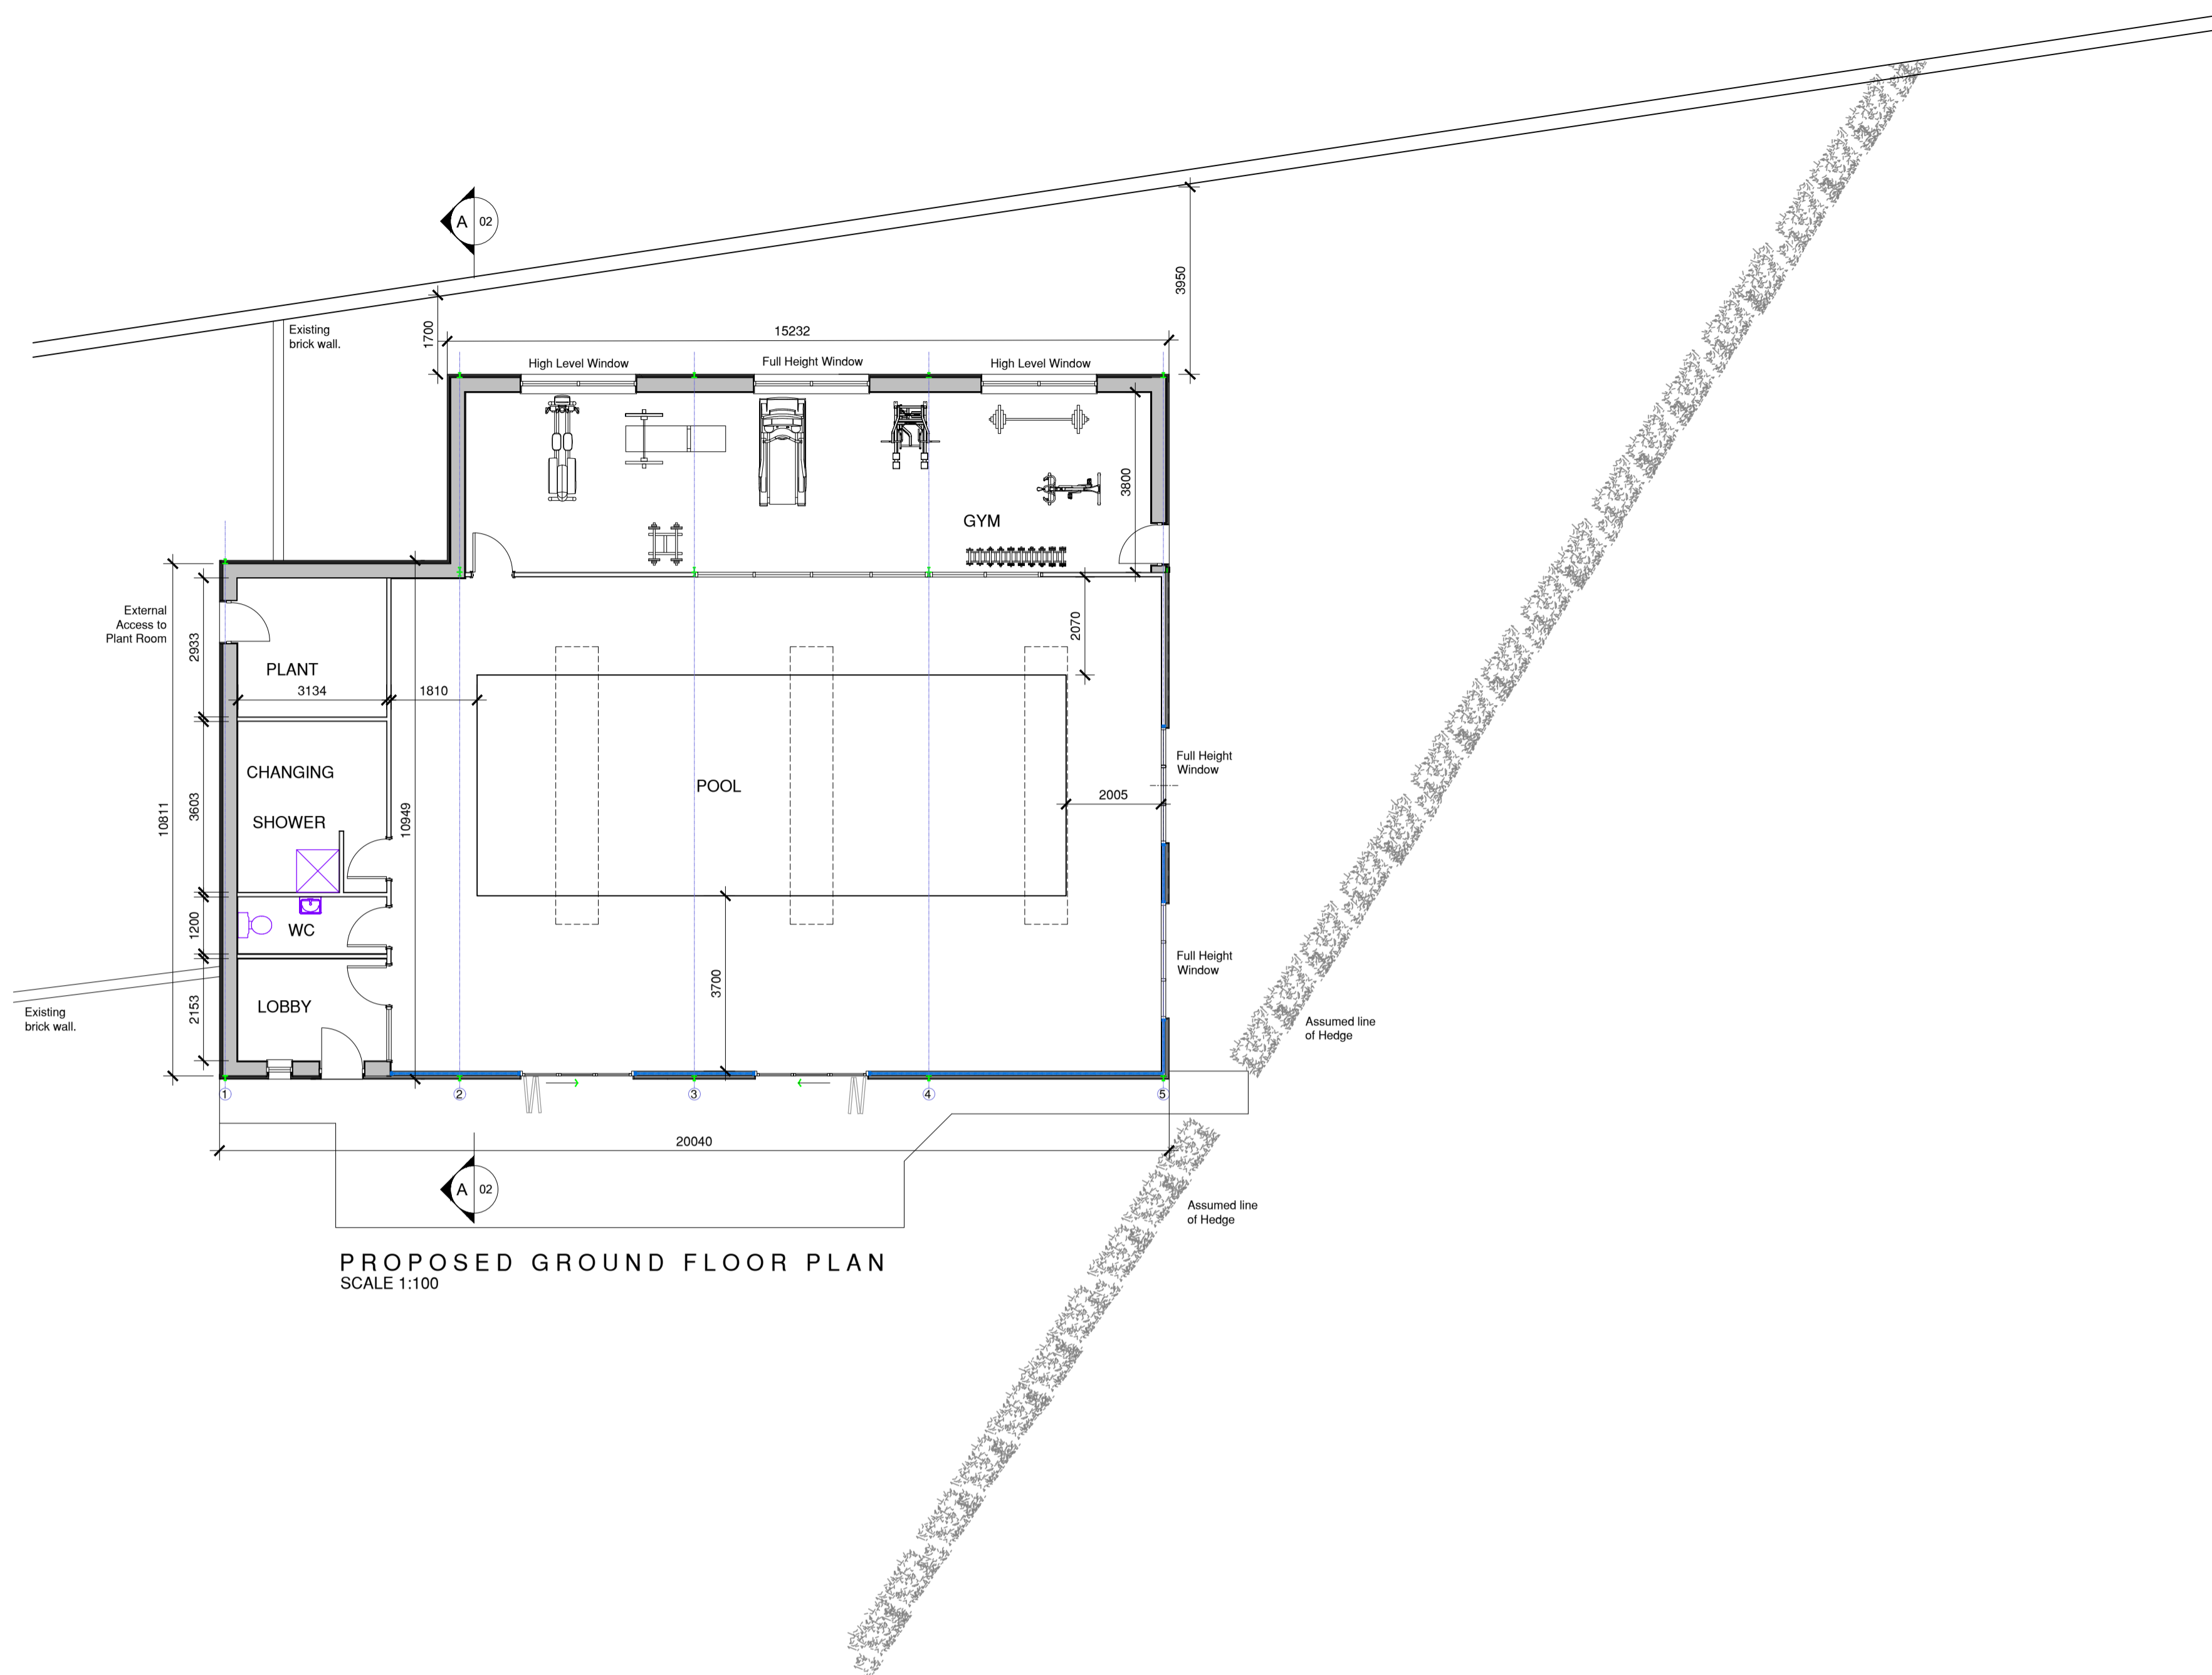 A 02
3950
Existing
brick wall.
1700
15232
High Level Window
Full Height Window
High Level Window
3800
GYM
External
Access to
Plant Room
2933
PLANT
3134
1810
2070
Full Height
Window
CHANGING
POOL
2005
SHOWER
3603
10811
10949
1200
WC
3700
Full Height
Window
LOBBY
2153
Existing
brick wall.
Assumed line
of Hedge
1 2 3 4 5
20040
A 02
Assumed line
of Hedge
PROPOSED GROUND FLOOR PLAN
SCALE 1:100